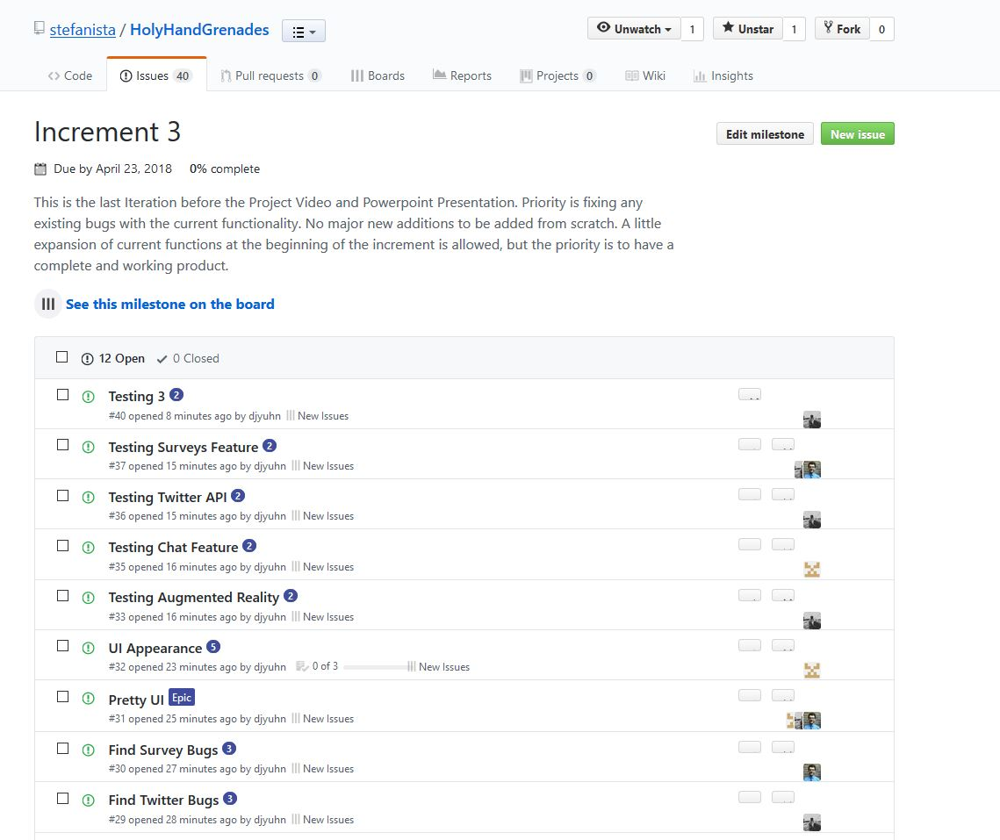 stefanista / HolyHandGrenades
Unwatch 1 Unstar 1 Fork 0
Code Issues 40 Pull requests 0 Boards Reports Projects 0 Wiki Insights
Increment 3
Edit milestone New issue
Due by April 23, 2018 0% complete
This is the last Iteration before the Project Video and Powerpoint Presentation. Priority is fixing any
existing bugs with the current functionality. No major new additions to be added from scratch. A little
expansion of current functions at the beginning of the increment is allowed, but the priority is to have a
complete and working product.
See this milestone on the board
12 Open 0 Closed
Testing 3 2
#40 opened 8 minutes ago by djyuhn New Issues
Testing Surveys Feature 2
#37 opened 15 minutes ago by djyuhn New Issues
Testing Twitter API 2
#36 opened 15 minutes ago by djyuhn New Issues
Testing Chat Feature 2
#35 opened 16 minutes ago by djyuhn New Issues
Testing Augmented Reality 2
#33 opened 16 minutes ago by djyuhn New Issues
UI Appearance 5
#32 opened 23 minutes ago by djyuhn 0 of 3 New Issues
Pretty UI Epic
#31 opened 25 minutes ago by djyuhn New Issues
Find Survey Bugs 3
#30 opened 27 minutes ago by djyuhn New Issues
Find Twitter Bugs 3
#29 opened 28 minutes ago by djyuhn New Issues